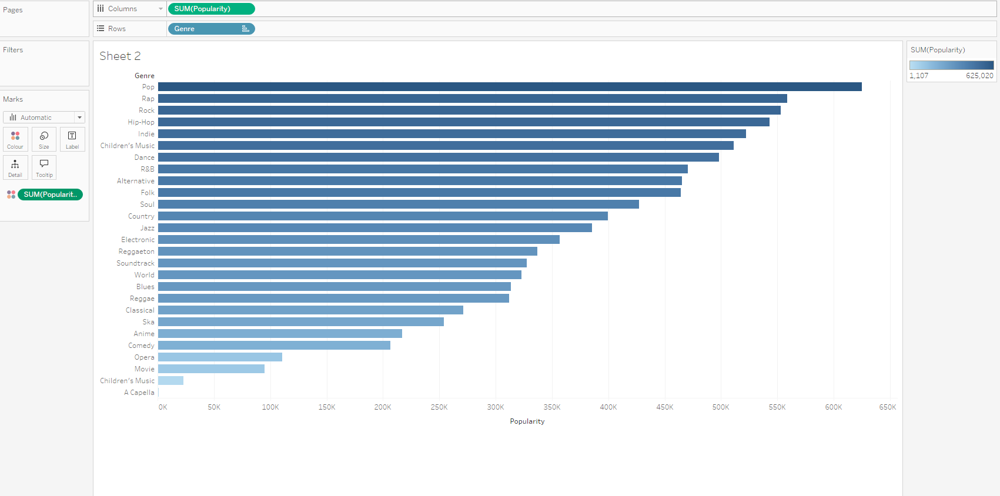 Pages
Columns
SUM(Popularity)
Rows
Genre
Filters
Marks
Automatic
Colour
Size
Label
Detail
Tooltip
SUM(Popularit..
Sheet 2
Genre
Pop
Rap
Rock
Hip-Hop
Indie
Children's Music
Dance
R&B
Alternative
Folk
Soul
Country
Jazz
Electronic
Reggaeton
Soundtrack
World
Blues
Reggae
Classical
Ska
Anime
Comedy
Opera
Movie
Children's Music
A Capella
0K 50K 100K 150K 200K 250K 300K 350K 400K 450K 500K 550K 600K 650K
Popularity
SUM(Popularity)
1,107 625,020